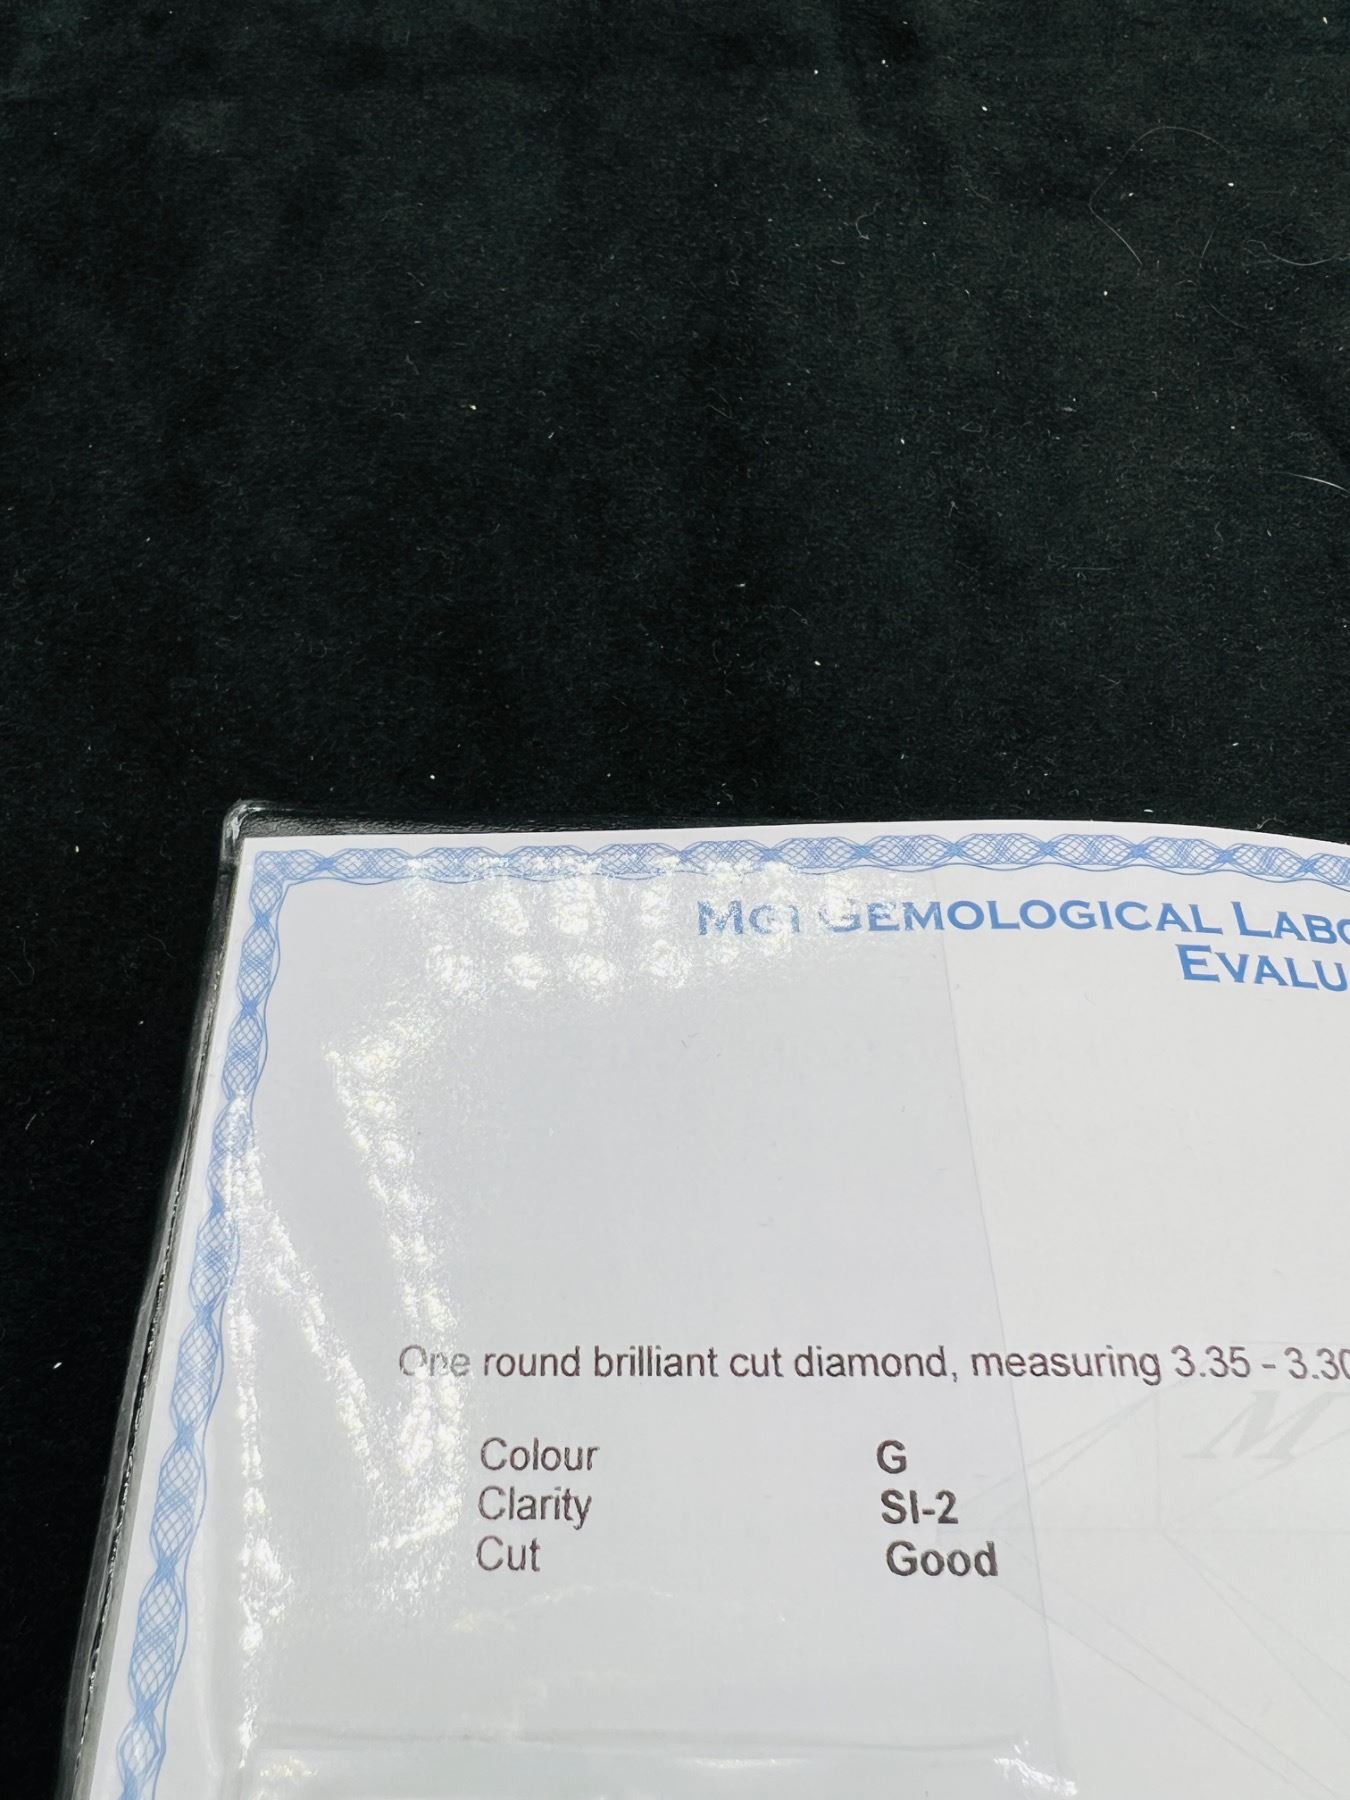 MGI GEMOLOGICAL LABO
EVALU
One round brilliant cut diamond, measuring 3.35 - 3.30
M
Colour G
Clarity SI-2
Cut Good